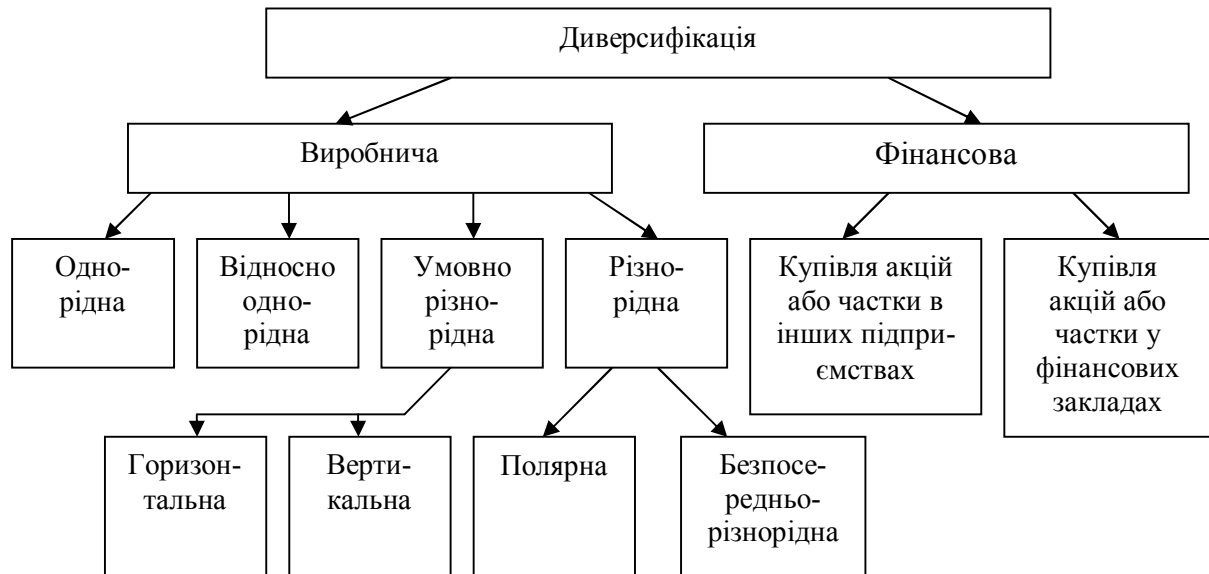 Диверсифікація
Виробнича
Фінансова
Одно-
рідна
Відносно
одно-
рідна
Умовно
різно-
рідна
Різно-
рідна
Купівля акцій
або частки в
інших підпри-
ємствах
Купівля
акцій або
частки у
фінансових
закладах
Горизон-
тальна
Верти-
кальна
Полярна
Безпосе-
редньо-
різнорідна